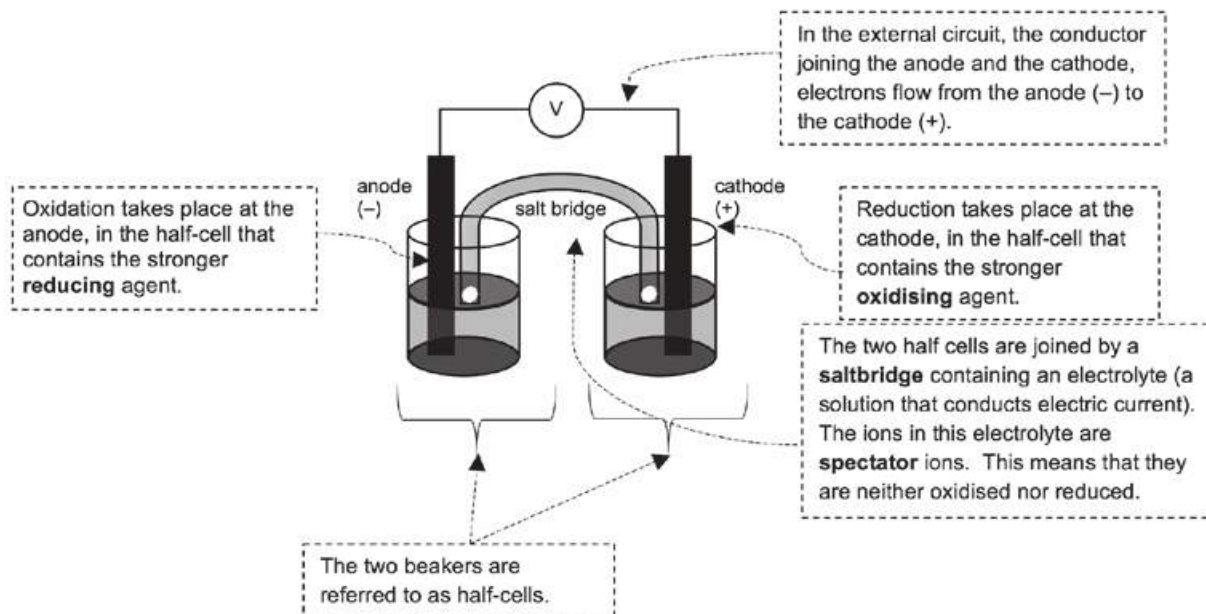 In the external circuit, the conductor
joining the anode and the cathode,
electrons flow from the anode (–) to
the cathode (+).
V
anode
(–)
salt bridge
cathode
(+)
Oxidation takes place at the
anode, in the half-cell that
contains the stronger
reducing agent.
Reduction takes place at the
cathode, in the half-cell that
contains the stronger
oxidising agent.
The two half cells are joined by a
saltbridge containing an electrolyte (a
solution that conducts electric current).
The ions in this electrolyte are
spectator ions. This means that they
are neither oxidised nor reduced.
The two beakers are
referred to as half-cells.